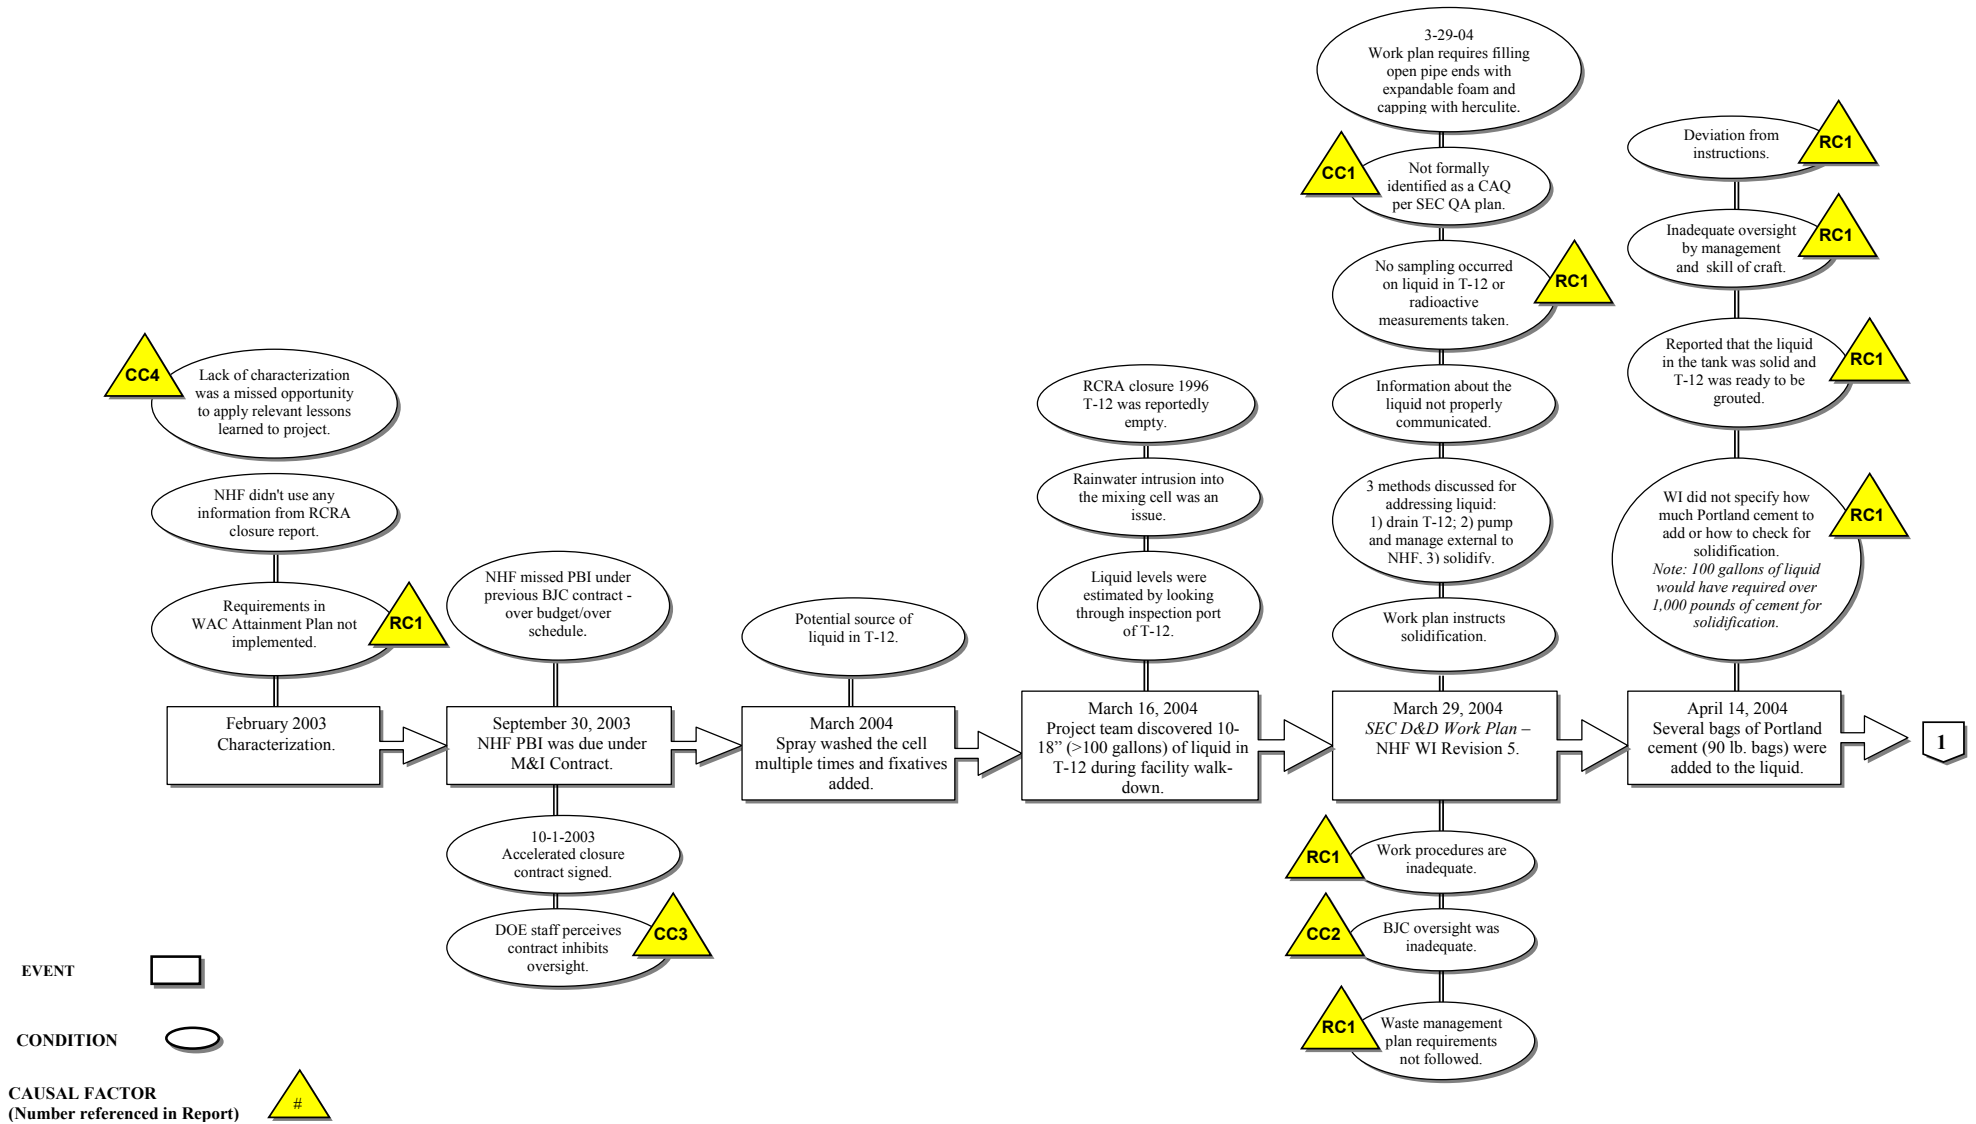 CC4
Lack of characterization
was a missed opportunity
to apply relevant lessons
learned to project.
NHF didn't use any
information from RCRA
closure report.
Requirements in
WAC Attainment Plan not
implemented.
RC1
February 2003
Characterization.
NHF missed PBI under
previous BJC contract -
over budget/over
schedule.
September 30, 2003
NHF PBI was due under
M&I Contract.
10-1-2003
Accelerated closure
contract signed.
DOE staff perceives
contract inhibits
oversight.
CC3
Potential source of
liquid in T-12.
March 2004
Spray washed the cell
multiple times and fixatives
added.
RCRA closure 1996
T-12 was reportedly
empty.
Rainwater intrusion into
the mixing cell was an
issue.
Liquid levels were
estimated by looking
through inspection port
of T-12.
March 16, 2004
Project team discovered 10-
18” (>100 gallons) of liquid in
T-12 during facility walk-
down.
3-29-04
Work plan requires filling
open pipe ends with
expandable foam and
capping with herculite.
CC1
Not formally
identified as a CAQ
per SEC QA plan.
No sampling occurred
on liquid in T-12 or
radioactive
measurements taken.
RC1
Information about the
liquid not properly
communicated.
3 methods discussed for
addressing liquid:
1) drain T-12; 2) pump
and manage external to
NHF, 3) solidify.
Work plan instructs
solidification.
March 29, 2004
SEC D&D Work Plan –
NHF WI Revision 5.
RC1
Work procedures are
inadequate.
CC2
BJC oversight was
inadequate.
RC1
Waste management
plan requirements
not followed.
Deviation from
instructions.
RC1
Inadequate oversight
by management
and skill of craft.
RC1
Reported that the liquid
in the tank was solid and
T-12 was ready to be
grouted.
RC1
WI did not specify how
much Portland cement to
add or how to check for
solidification.
Note: 100 gallons of liquid
would have required over
1,000 pounds of cement for
solidification.
RC1
April 14, 2004
Several bags of Portland
cement (90 lb. bags) were
added to the liquid.
1
EVENT
CONDITION
CAUSAL FACTOR
(Number referenced in Report)
#